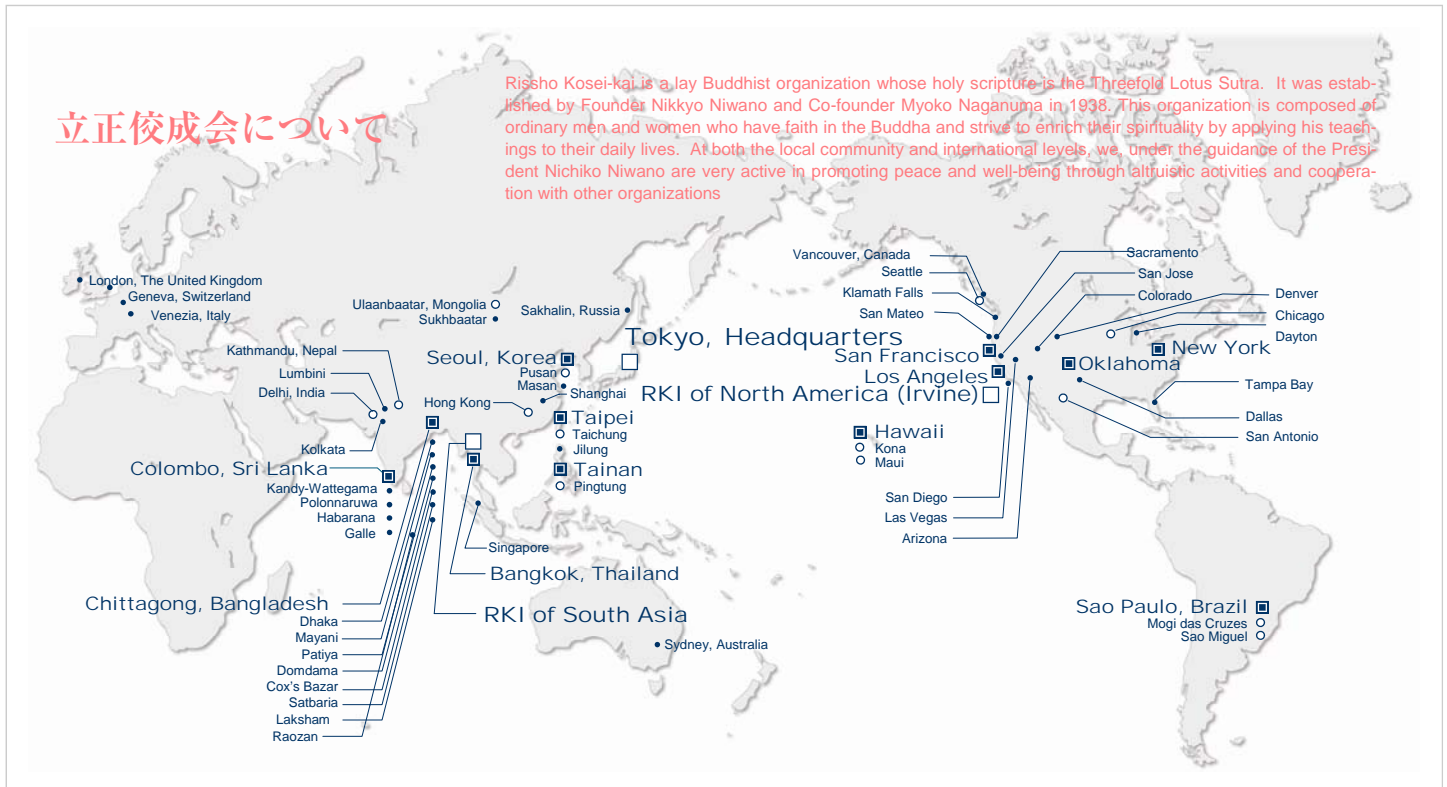 立正佼成会について
Rissho Kosei-kai is a lay Buddhist organization whose holy scripture is the Threefold Lotus Sutra.  It was estab-
lished by Founder Nikkyo Niwano and Co-founder Myoko Naganuma in 1938. This organization is composed of
ordinary men and women who have faith in the Buddha and strive to enrich their spirituality by applying his teach-
ings to their daily lives.  At both the local community and international levels, we, under the guidance of the Presi-
dent Nichiko Niwano are very active in promoting peace and well-being through altruistic activities and coopera-
tion with other organizations
London, The United Kingdom
Geneva, Switzerland
Venezia, Italy
Ulaanbaatar, Mongolia
Sukhbaatar
Sakhalin, Russia
Tokyo, Headquarters
Seoul, Korea
Pusan
Masan
Shanghai
Hong Kong
Kathmandu, Nepal
Lumbini
Delhi, India
Kolkata
Colombo, Sri Lanka
Kandy-Wattegama
Polonnaruwa
Habarana
Galle
Taipei
Taichung
Jilung
Tainan
Pingtung
Singapore
Bangkok, Thailand
RKI of South Asia
Chittagong, Bangladesh
Dhaka
Mayani
Patiya
Domdama
Cox's Bazar
Satbaria
Laksham
Raozan
Sydney, Australia
Vancouver, Canada
Seattle
Klamath Falls
San Mateo
San Francisco
Los Angeles
RKI of North America (Irvine)
Hawaii
Kona
Maui
San Diego
Las Vegas
Arizona
Sacramento
San Jose
Colorado
Denver
Chicago
Dayton
New York
Oklahoma
Tampa Bay
Dallas
San Antonio
Sao Paulo, Brazil
Mogi das Cruzes
Sao Miguel